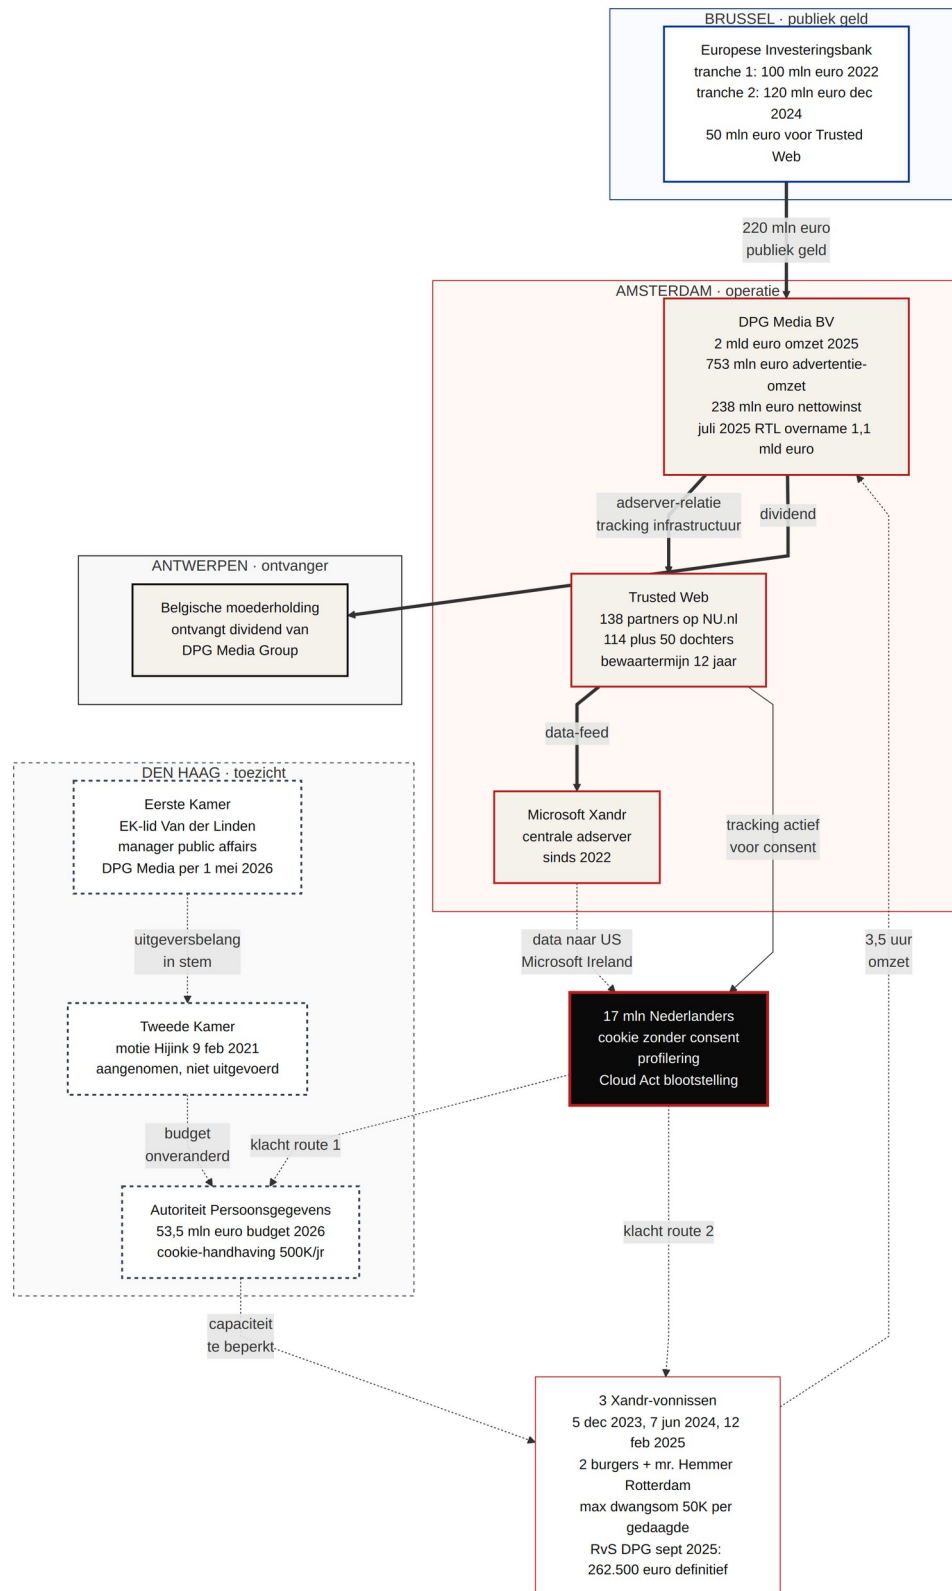 BRUSSEL · publiek geld
Europese Investeringsbank
tranche 1: 100 mln euro 2022
tranche 2: 120 mln euro dec
2024
50 mln euro voor Trusted
Web
220 mln euro
publiek geld
AMSTERDAM · operatie
DPG Media BV
2 mld euro omzet 2025
753 mln euro advertentie-
omzet
238 mln euro nettowinst
juli 2025 RTL overname 1,1
mld euro
adserver-relatie
tracking infrastructuur
dividend
ANTWERPEN · ontvanger
Belgische moederholding
ontvangt dividend van
DPG Media Group
Trusted Web
138 partners op NU.nl
114 plus 50 dochters
bewaartermijn 12 jaar
data-feed
Microsoft Xandr
centrale adserver
sinds 2022
tracking actief
voor consent
DEN HAAG · toezicht
Eerste Kamer
EK-lid Van der Linden
manager public affairs
DPG Media per 1 mei 2026
uitgeversbelang
in stem
data naar US
Microsoft Ireland
3,5 uur
omzet
Tweede Kamer
motie Hijink 9 feb 2021
aangenomen, niet uitgevoerd
17 mln Nederlanders
cookie zonder consent
profilering
Cloud Act blootstelling
budget
onveranderd
klacht route 1
Autoriteit Persoonsgegevens
53,5 mln euro budget 2026
cookie-handhaving 500K/jr
klacht route 2
capaciteit
te beperkt
3 Xandr-vonnissen
5 dec 2023, 7 jun 2024, 12
feb 2025
2 burgers + mr. Hemmer
Rotterdam
max dwangsom 50K per
gedaagde
RvS DPG sept 2025:
262.500 euro definitief